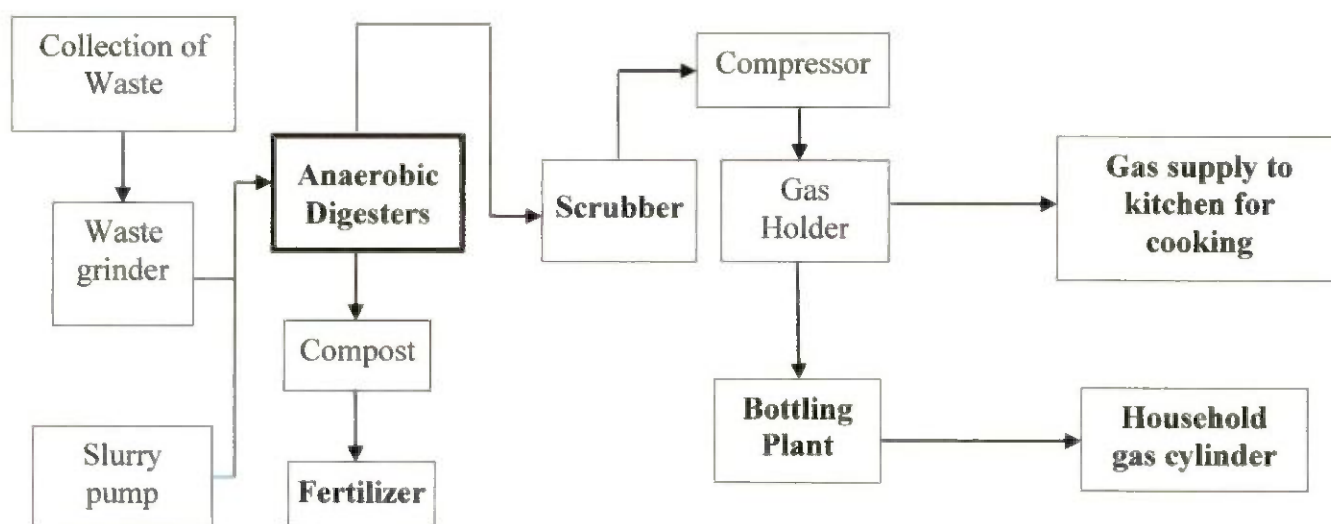 Collection of
Waste
Waste
grinder
Slurry
pump
Anaerobic
Digesters
Compost
Fertilizer
Scrubber
Compressor
Gas
Holder
Bottling
Plant
Gas supply to
kitchen for
cooking
Household
gas cylinder